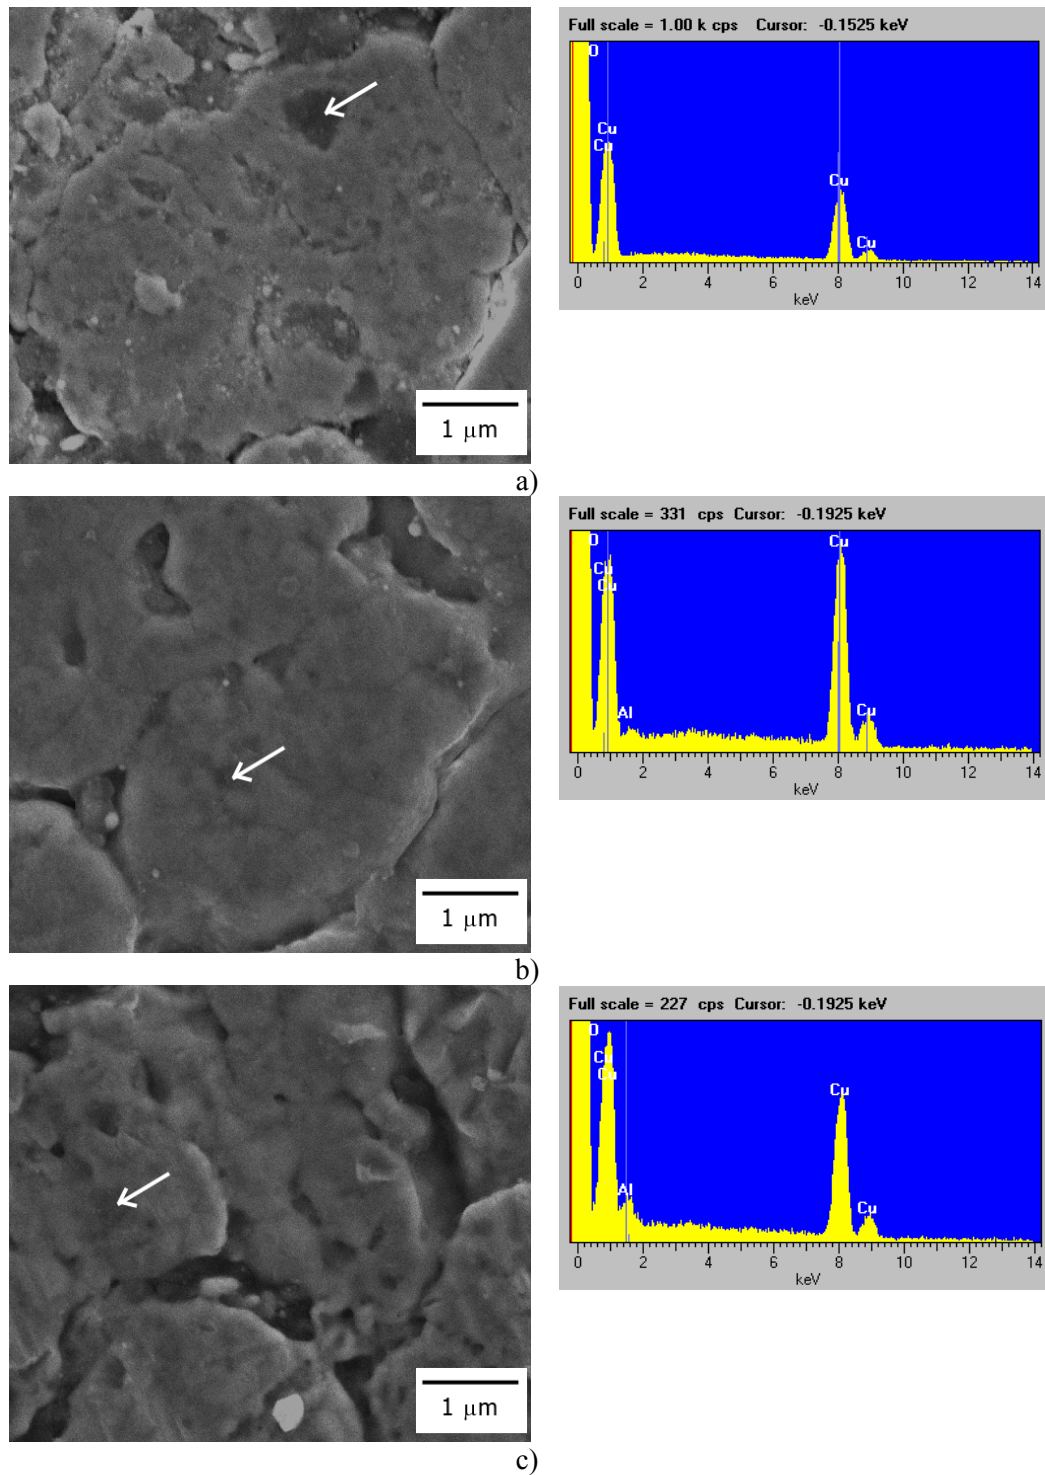 Full scale = 1.00 k cps Cursor: -0.1525 keV
O
Cu
Cu
Cu
Cu
0 2 4 6 8 10 12 14
keV
1 μm
a)
Full scale = 331 cps Cursor: -0.1925 keV
O
Cu
Cu
Cu
Al
Cu
0 2 4 6 8 10 12 14
keV
1 μm
b)
Full scale = 227 cps Cursor: -0.1925 keV
O
Cu
Cu
Cu
Al
Cu
0 2 4 6 8 10 12 14
keV
1 μm
c)